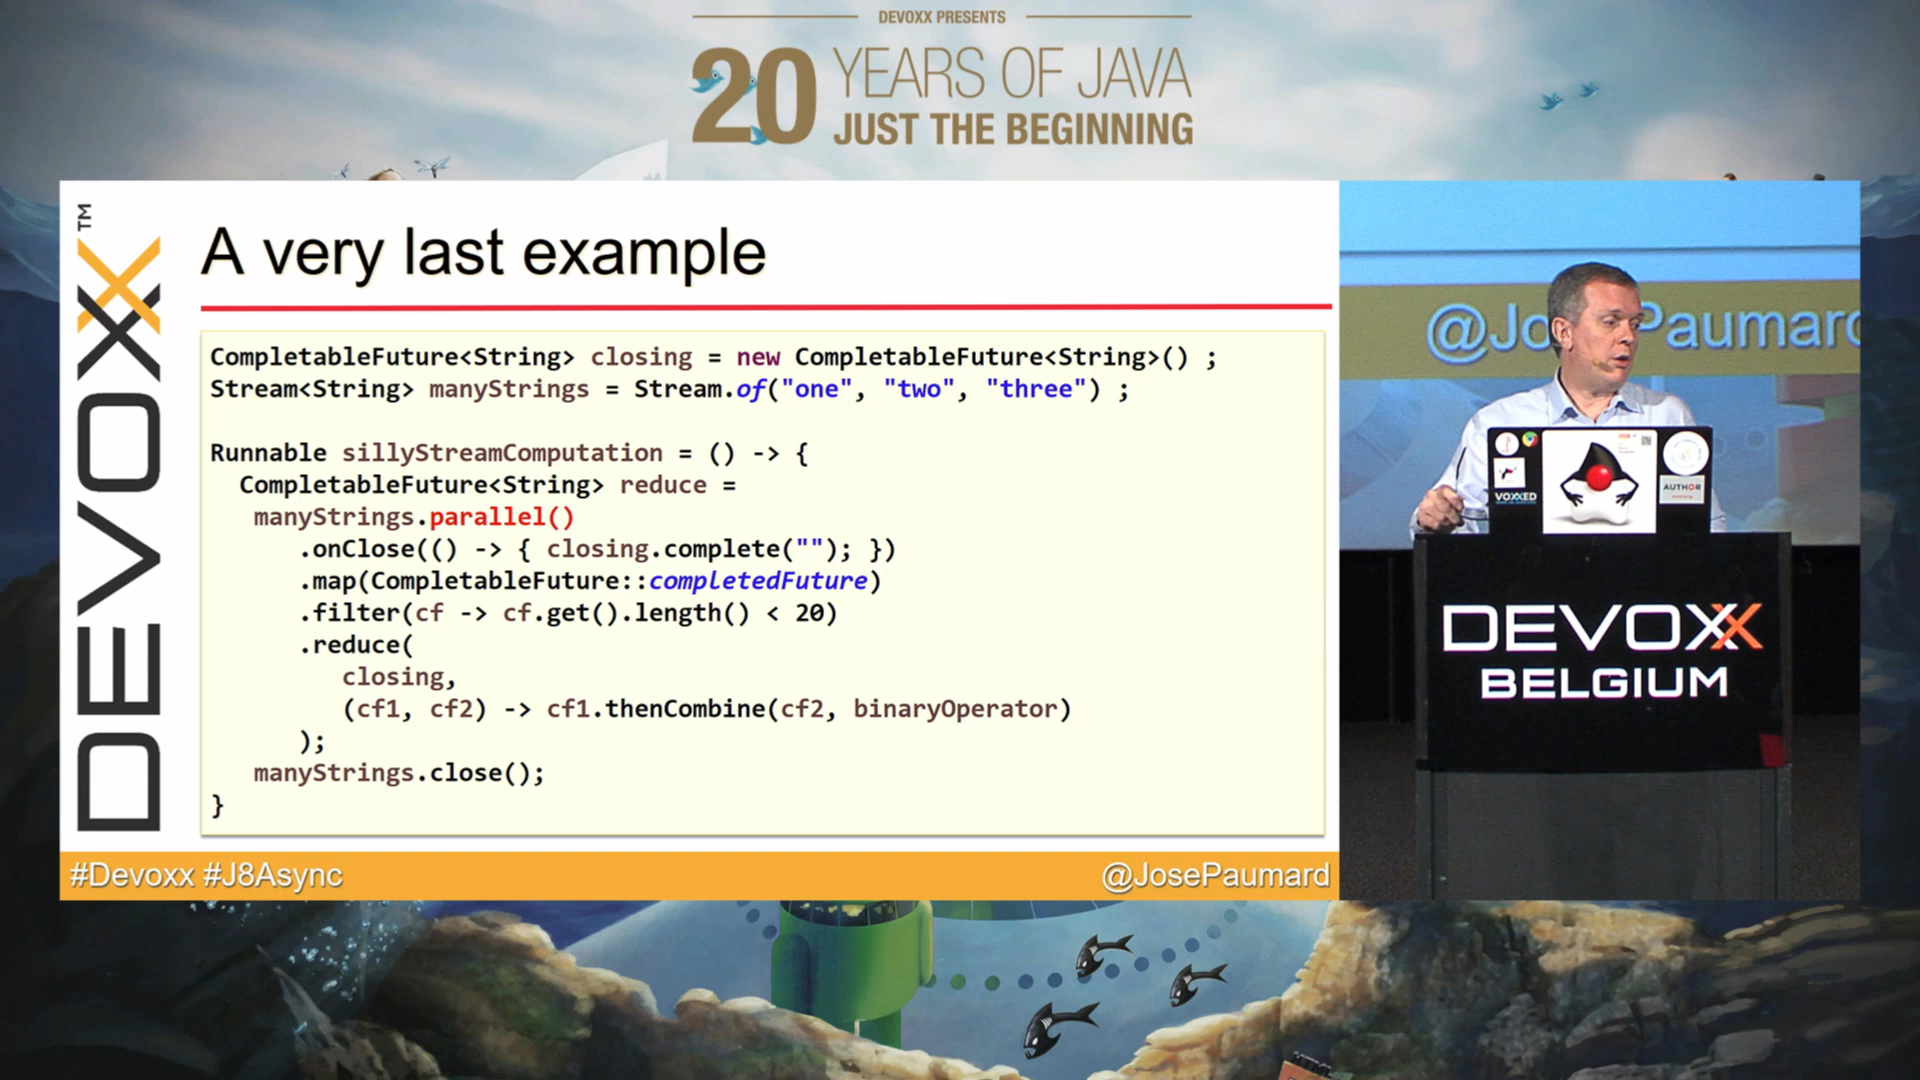 DEVOXX PRESENTS
20 YEARS OF JAVA
JUST THE BEGINNING
DEVOXX™
A very last example
CompletableFuture<String> closing = new CompletableFuture<String>() ;
Stream<String> manyStrings = Stream.of("one", "two", "three") ;
Runnable sillyStreamComputation = () -> {
CompletableFuture<String> reduce =
manyStrings.parallel()
.onClose(() -> { closing.complete(""); })
.map(CompletableFuture::completedFuture)
.filter(cf -> cf.get().length() < 20)
.reduce(
closing,
(cf1, cf2) -> cf1.thenCombine(cf2, binaryOperator)
);
manyStrings.close();
}
#Devoxx #J8Async
@JosePaumard
VOXXED
AUTHOR
DEVOXX
BELGIUM